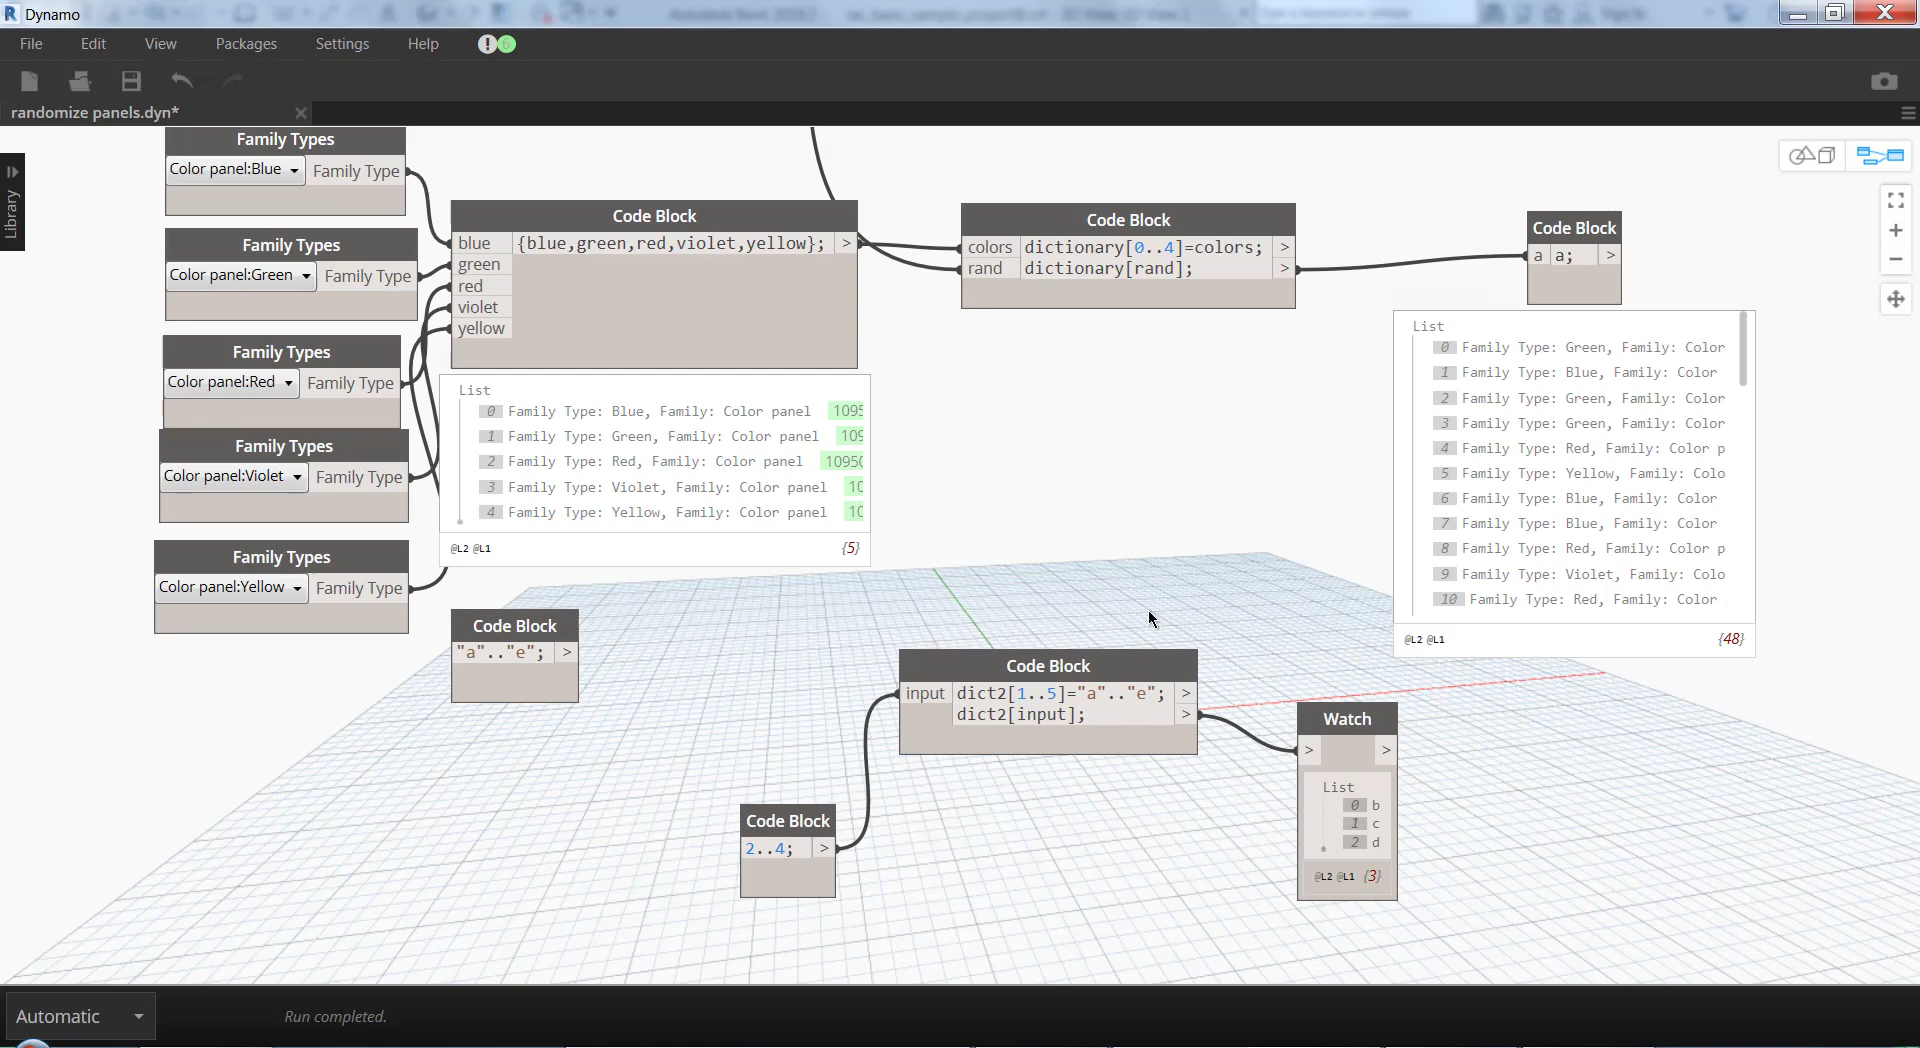 Dynamo
File Edit View Packages Settings Help
randomize panels.dyn*
Library
Family Types
Color panel:Blue Family Type
Family Types
Color panel:Green Family Type
Family Types
Color panel:Red Family Type
Family Types
Color panel:Violet Family Type
Family Types
Color panel:Yellow Family Type
Code Block
blue {blue,green,red,violet,yellow}; >
green
red
violet
yellow
List
0 Family Type: Blue, Family: Color panel 1095
1 Family Type: Green, Family: Color panel 109
2 Family Type: Red, Family: Color panel 1095
3 Family Type: Violet, Family: Color panel 10
4 Family Type: Yellow, Family: Color panel 10
@L2 @L1 {5}
Code Block
colors dictionary[0..4]=colors; >
rand dictionary[rand]; >
Code Block
a a; >
List
0 Family Type: Green, Family: Color
1 Family Type: Blue, Family: Color
2 Family Type: Green, Family: Color
3 Family Type: Green, Family: Color
4 Family Type: Red, Family: Color p
5 Family Type: Yellow, Family: Colo
6 Family Type: Blue, Family: Color
7 Family Type: Blue, Family: Color
8 Family Type: Red, Family: Color p
9 Family Type: Violet, Family: Colo
10 Family Type: Red, Family: Color
@L2 @L1 {48}
Code Block
"a".."e"; >
Code Block
input dict2[1..5]="a".."e"; >
dict2[input]; >
Code Block
2..4; >
Watch
> >
List
0 b
1 c
2 d
@L2 @L1 {3}
Automatic
Run completed.